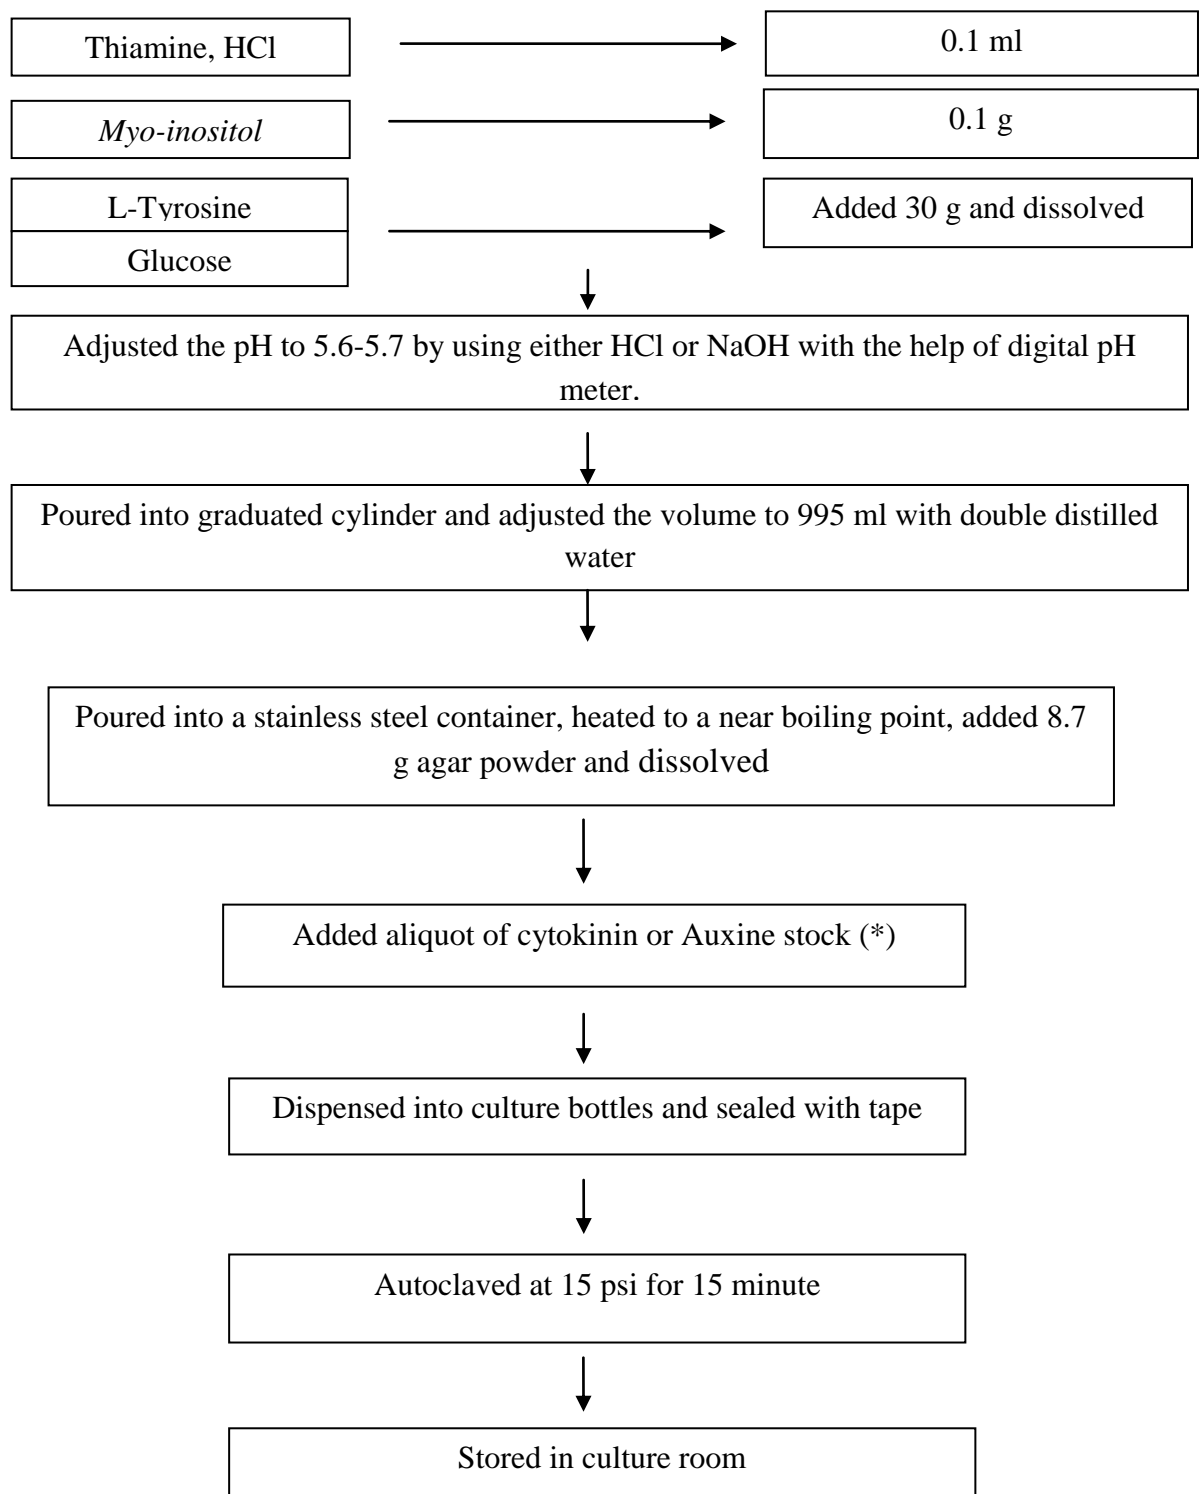 Thiamine, HCl
0.1 ml
Myo-inositol
0.1 g
L-Tyrosine
Added 30 g and dissolved
Glucose
Adjusted the pH to 5.6-5.7 by using either HCl or NaOH with the help of digital pH
meter.
Poured into graduated cylinder and adjusted the volume to 995 ml with double distilled
water
Poured into a stainless steel container, heated to a near boiling point, added 8.7
g agar powder and dissolved
Added aliquot of cytokinin or Auxine stock (*)
Dispensed into culture bottles and sealed with tape
Autoclaved at 15 psi for 15 minute
Stored in culture room